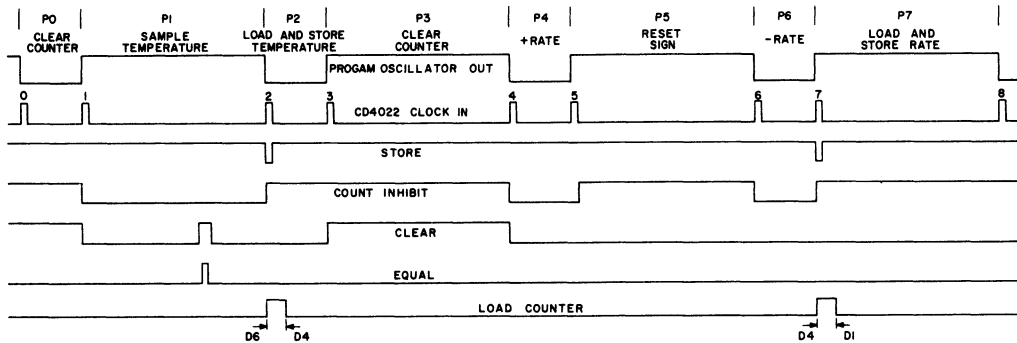 P0 P1 P2 P3 P4 P5 P6 P7
CLEAR COUNTER
SAMPLE TEMPERATURE
LOAD AND STORE TEMPERATURE
CLEAR COUNTER
+RATE
RESET SIGN
-RATE
LOAD AND STORE RATE
PROGAM OSCILLATOR OUT
0 1 2 3 4 5 6 7 8
CD4022 CLOCK IN
STORE
COUNT INHIBIT
CLEAR
EQUAL
LOAD COUNTER
D6 D4 D4 D1